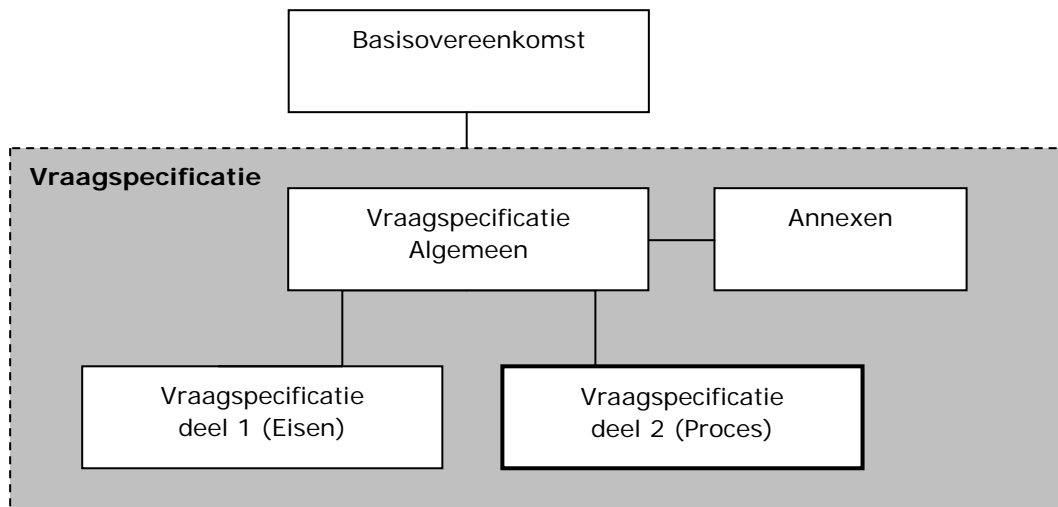 Basisovereenkomst
Vraagspecificatie
Vraagspecificatie
Algemeen
Annexen
Vraagspecificatie
deel 1 (Eisen)
Vraagspecificatie
deel 2 (Proces)